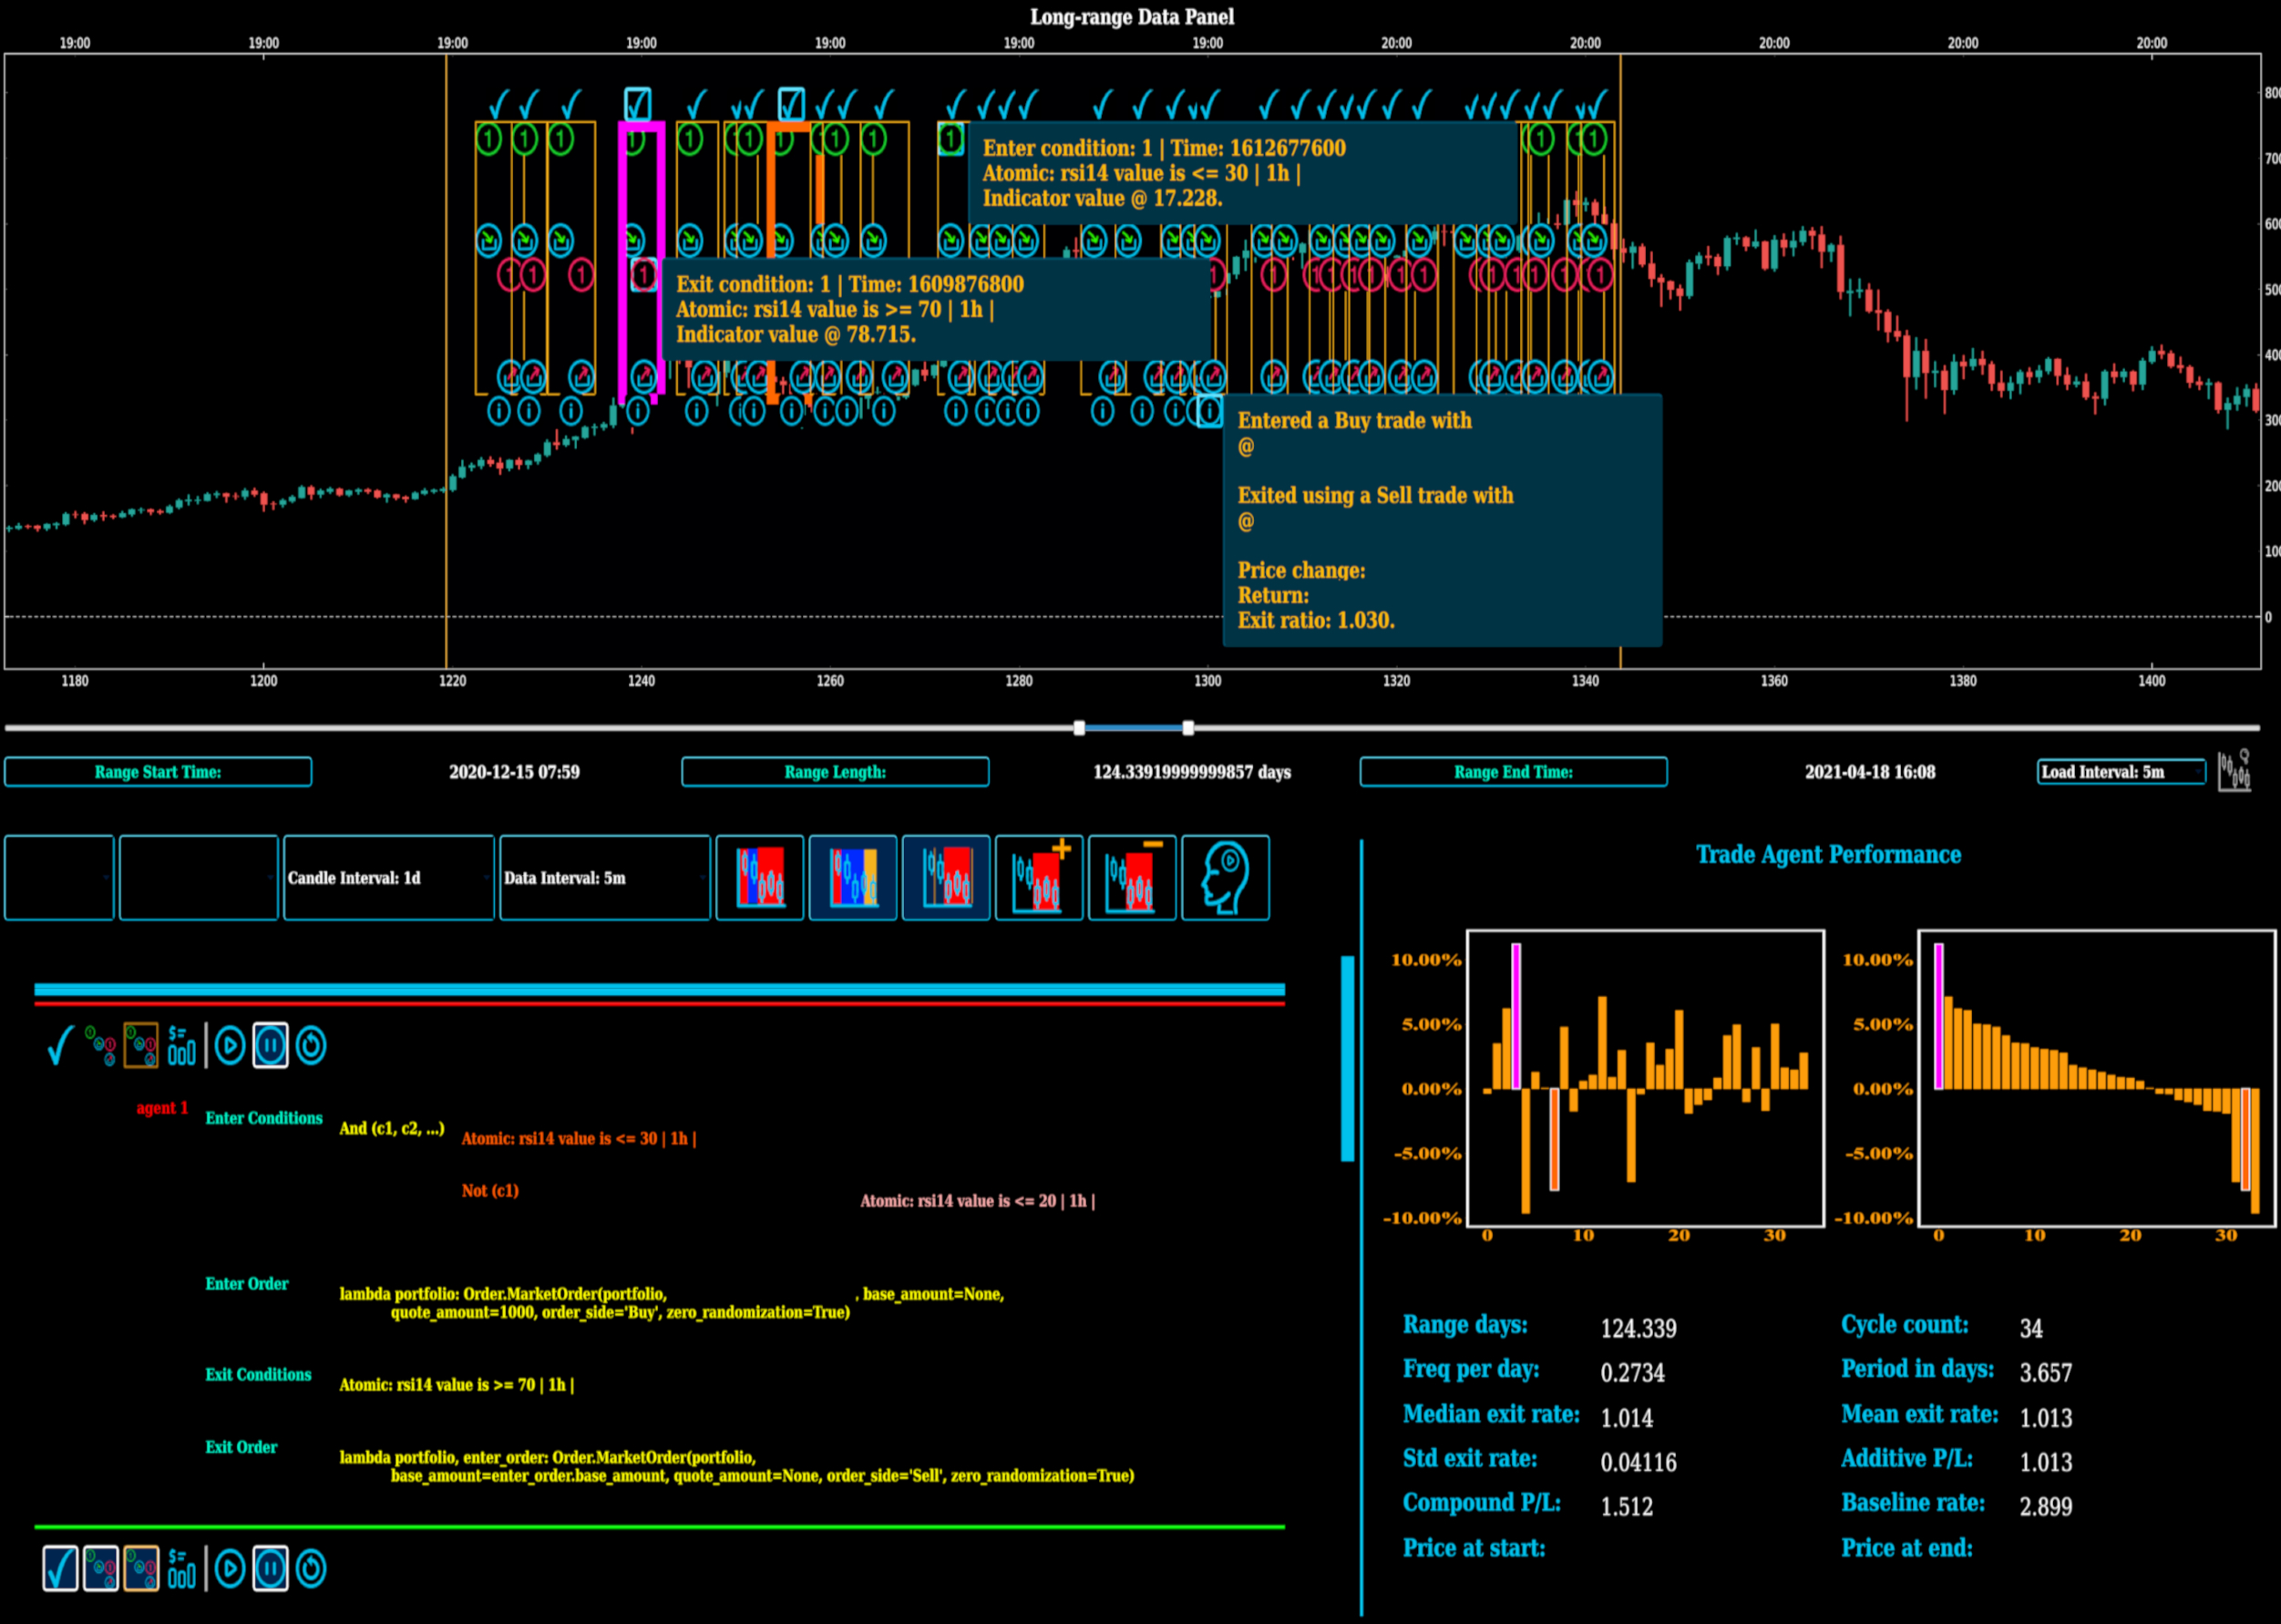 Long-range Data Panel
19:00 19:00 19:00 19:00 19:00 19:00 19:00 20:00 20:00 20:00 20:00 20:00
Enter condition: 1 | Time: 1612677600
Atomic: rsi14 value is <= 30 | 1h |
Indicator value @ 17.228.
Exit condition: 1 | Time: 1609876800
Atomic: rsi14 value is >= 70 | 1h |
Indicator value @ 78.715.
Entered a Buy trade with
@
Exited using a Sell trade with
@
Price change:
Return:
Exit ratio: 1.030.
800
700
600
500
400
300
200
100
0
1180 1200 1220 1240 1260 1280 1300 1320 1340 1360 1380 1400
Range Start Time: 2020-12-15 07:59 Range Length: 124.33919999999857 days Range End Time: 2021-04-18 16:08 Load Interval: 5m
Candle Interval: 1d Data Interval: 5m
agent 1
Enter Conditions
And (c1, c2, ...)
Atomic: rsi14 value is <= 30 | 1h |
Not (c1)
Atomic: rsi14 value is <= 20 | 1h |
Enter Order
lambda portfolio: Order.MarketOrder(portfolio, , base_amount=None,
quote_amount=1000, order_side='Buy', zero_randomization=True)
Exit Conditions
Atomic: rsi14 value is >= 70 | 1h |
Exit Order
lambda portfolio, enter_order: Order.MarketOrder(portfolio,
base_amount=enter_order.base_amount, quote_amount=None, order_side='Sell', zero_randomization=True)
Trade Agent Performance
10.00%
5.00%
0.00%
-5.00%
-10.00%
0 10 20 30
10.00%
5.00%
0.00%
-5.00%
-10.00%
0 10 20 30
Range days: 124.339 Cycle count: 34
Freq per day: 0.2734 Period in days: 3.657
Median exit rate: 1.014 Mean exit rate: 1.013
Std exit rate: 0.04116 Additive P/L: 1.013
Compound P/L: 1.512 Baseline rate: 2.899
Price at start: Price at end: